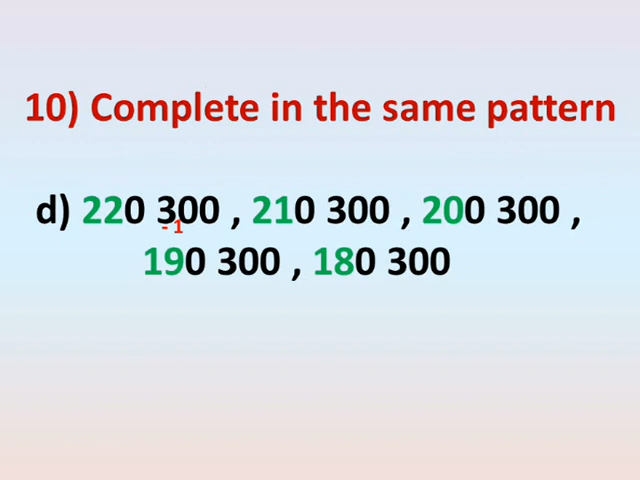 10) Complete in the same pattern
d) 220 300 , 210 300 , 200 300 ,
- 1
190 300 , 180 300